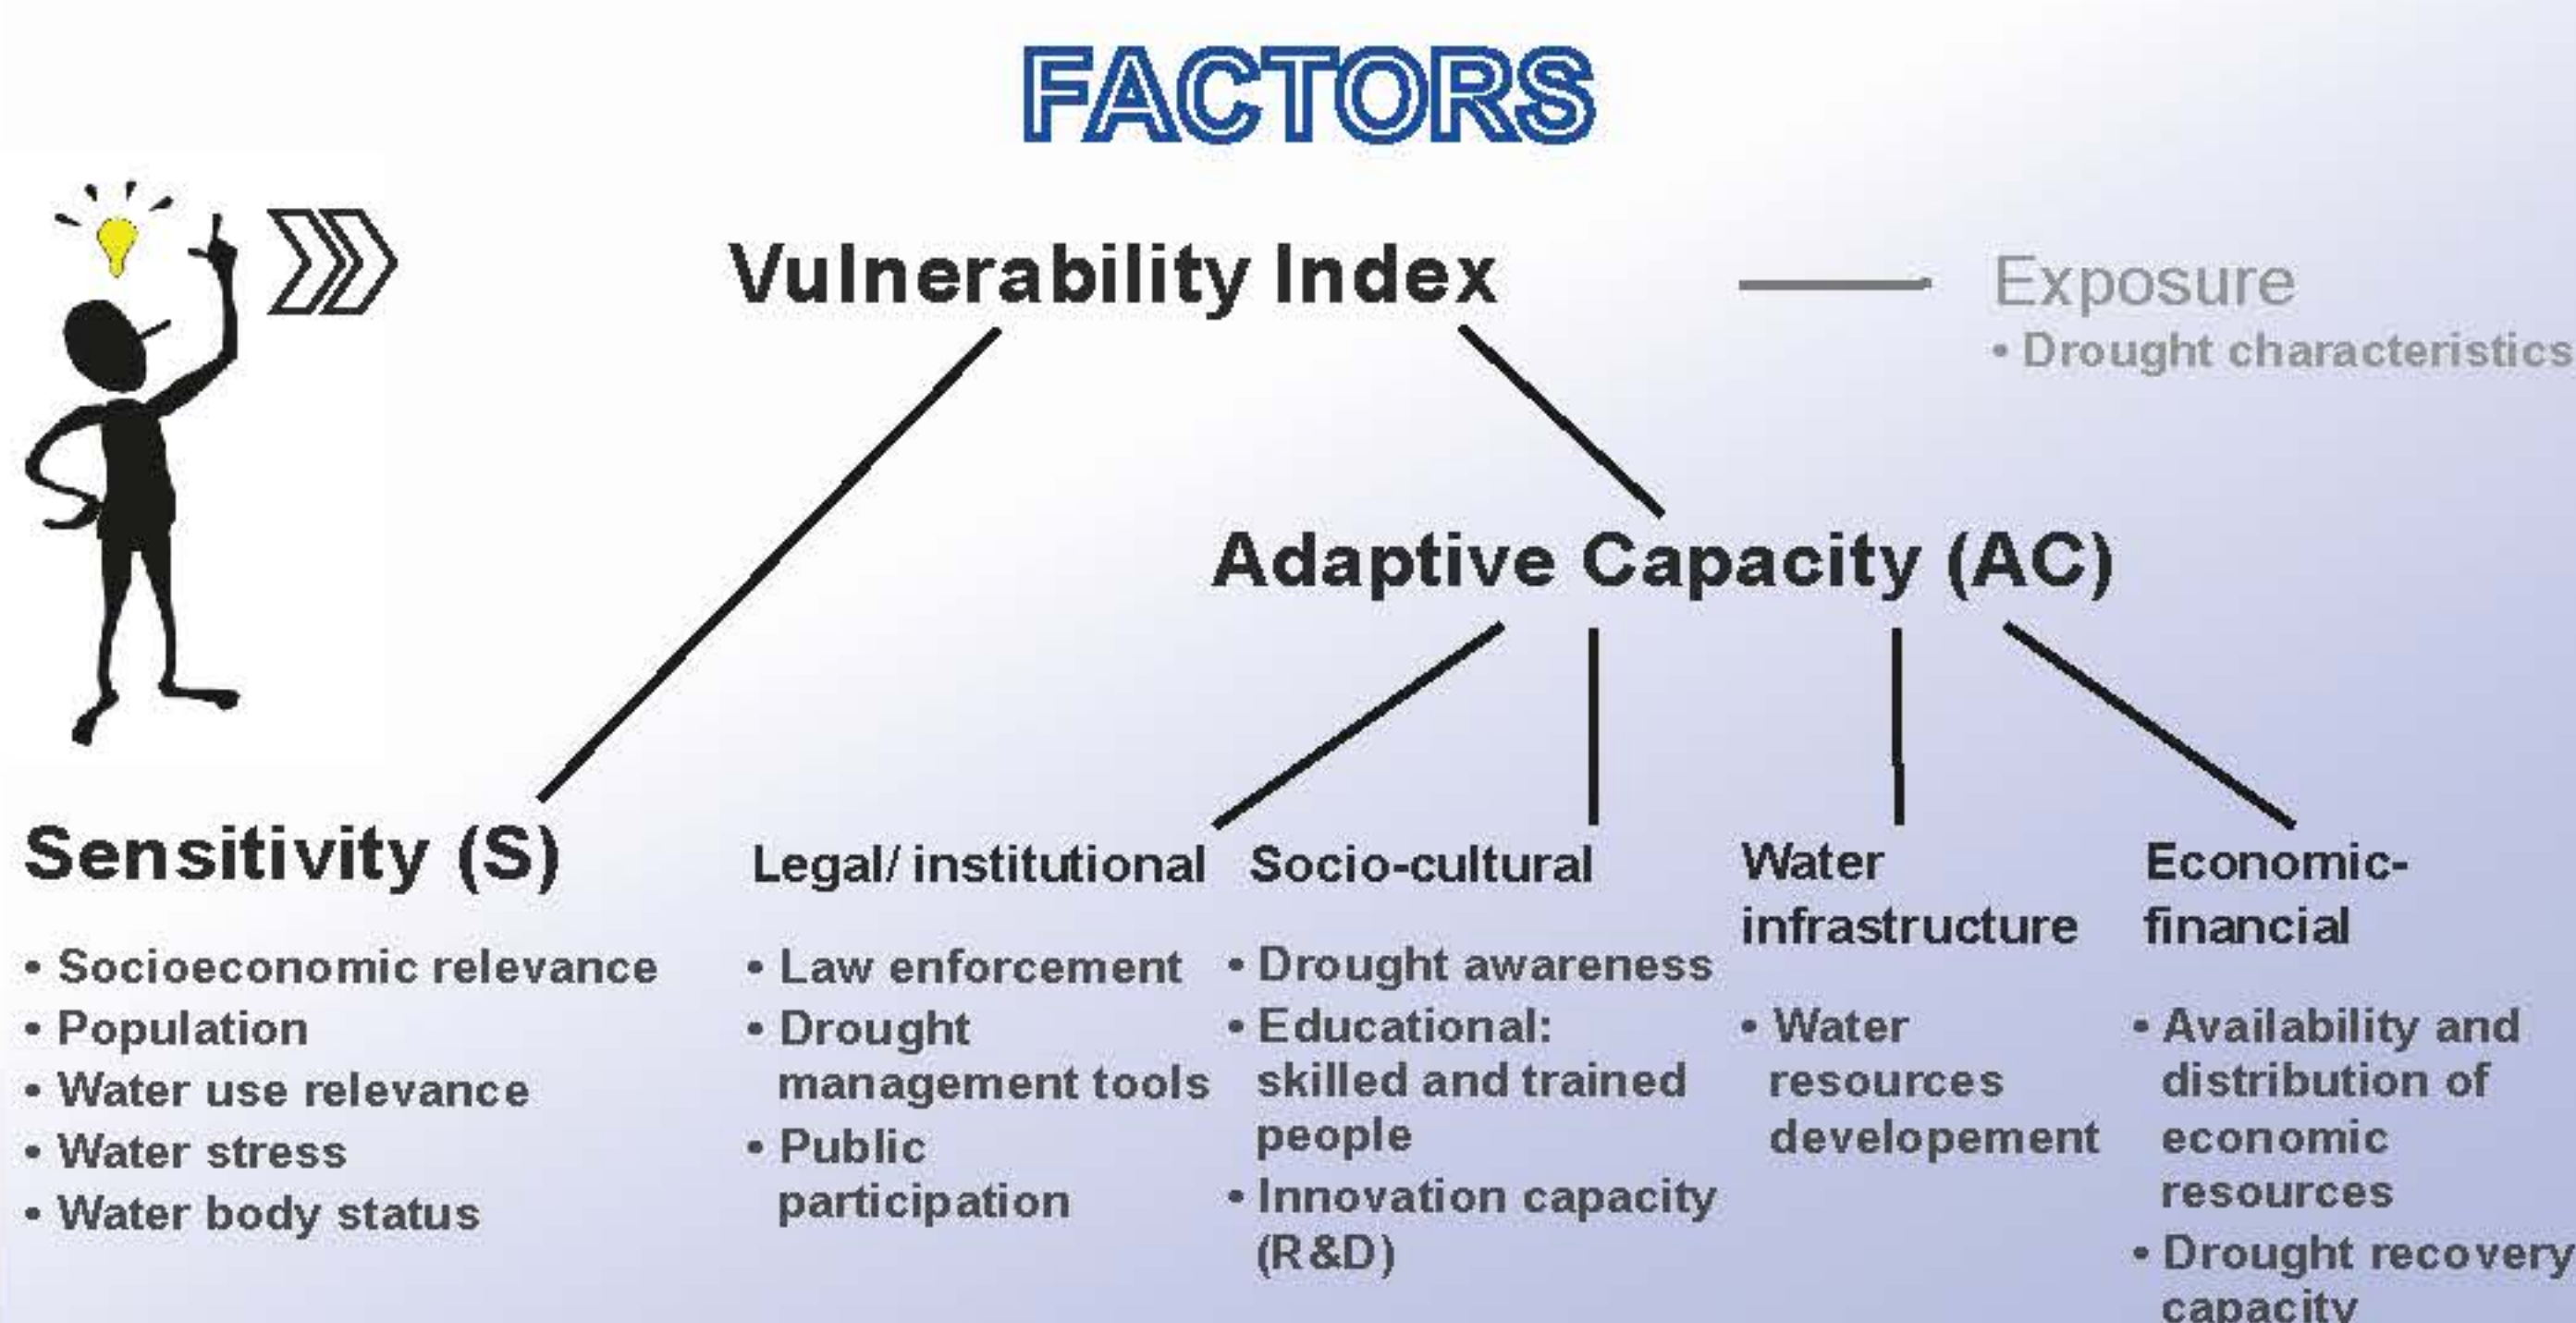 FACTORS
Vulnerability Index
Exposure
• Drought characteristics
Adaptive Capacity (AC)
Sensitivity (S)
• Socioeconomic relevance
• Population
• Water use relevance
• Water stress
• Water body status
Legal/ institutional
• Law enforcement
• Drought
management tools
• Public
participation
Socio-cultural
• Drought awareness
• Educational:
skilled and trained
people
• Innovation capacity
(R&D)
Water
infrastructure
• Water
resources
developement
Economic-
financial
• Availability and
distribution of
economic
resources
• Drought recovery
capacity